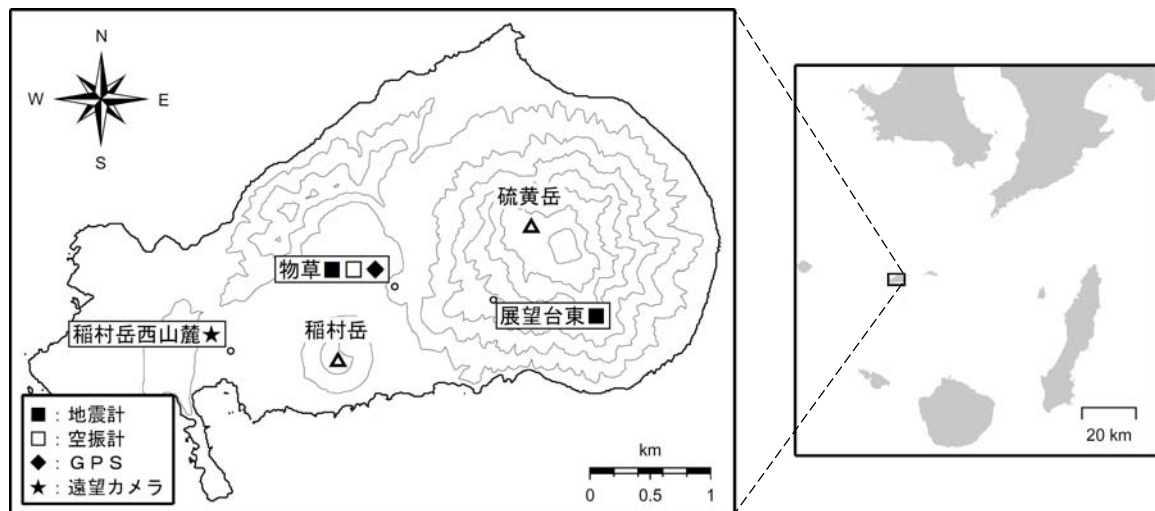 N
W E
S
硫黄岳
物草■□◆
展望台東■
稲村岳西山麓★
稲村岳
■：地震計
□：空振計
◆：ＧＰＳ
★：遠望カメラ
km
0 0.5 1
20 km